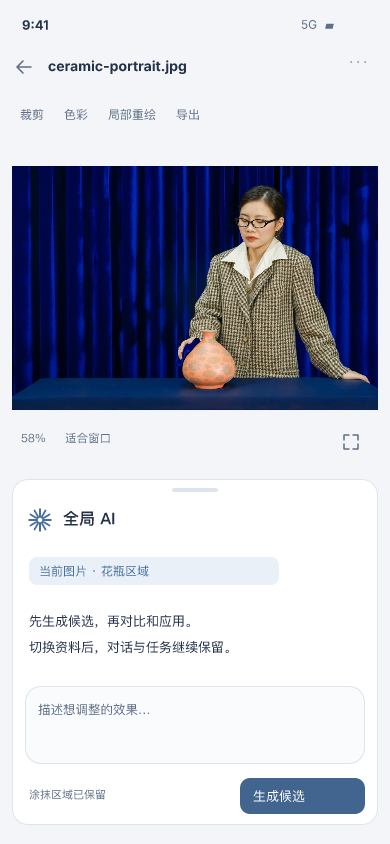 9:41
5G
ceramic-portrait.jpg
裁剪 色彩 局部重绘 导出
58% 适合窗口
全局 AI
当前图片 · 花瓶区域
先生成候选，再对比和应用。
切换资料后，对话与任务继续保留。
描述想调整的效果...
涂抹区域已保留
生成候选